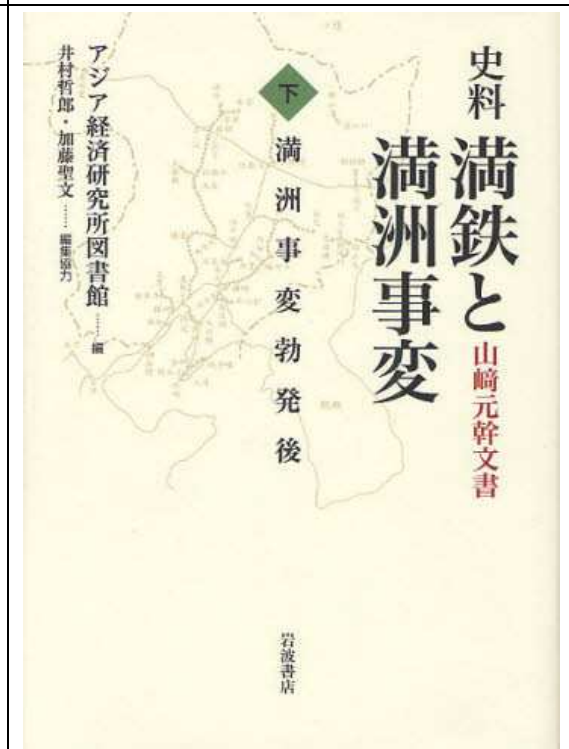 史料
満鉄と
満洲事変
山﨑元幹文書
下
満洲事変勃発後
アジア経済研究所図書館……編
井村哲郎・加藤聖文……編集協力
岩波書店